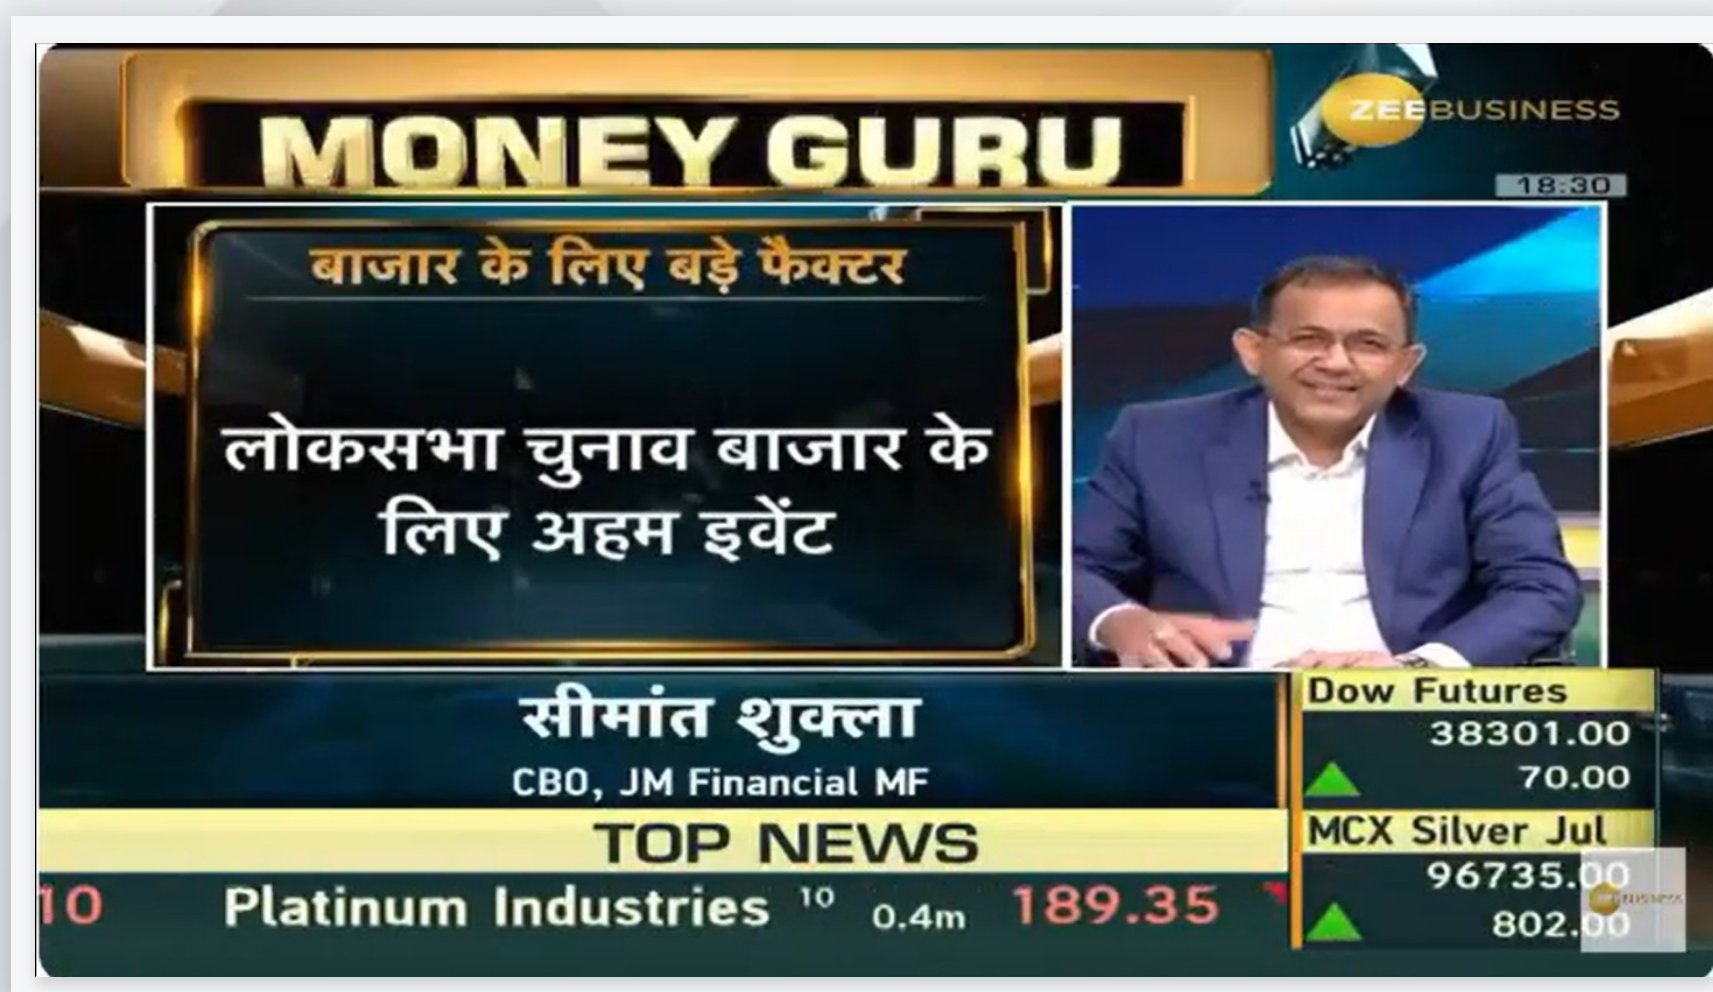 MONEY GURU
ZEEBUSINESS
18:30
बाजार के लिए बड़े फैक्टर
लोकसभा चुनाव बाजार के
लिए अहम इवेंट
सीमांत शुक्ला
CBO, JM Financial MF
Dow Futures
38301.00
70.00
MCX Silver Jul
96735.00
802.00
TOP NEWS
10 Platinum Industries 10 0.4m 189.35
ZEEBUSINESS